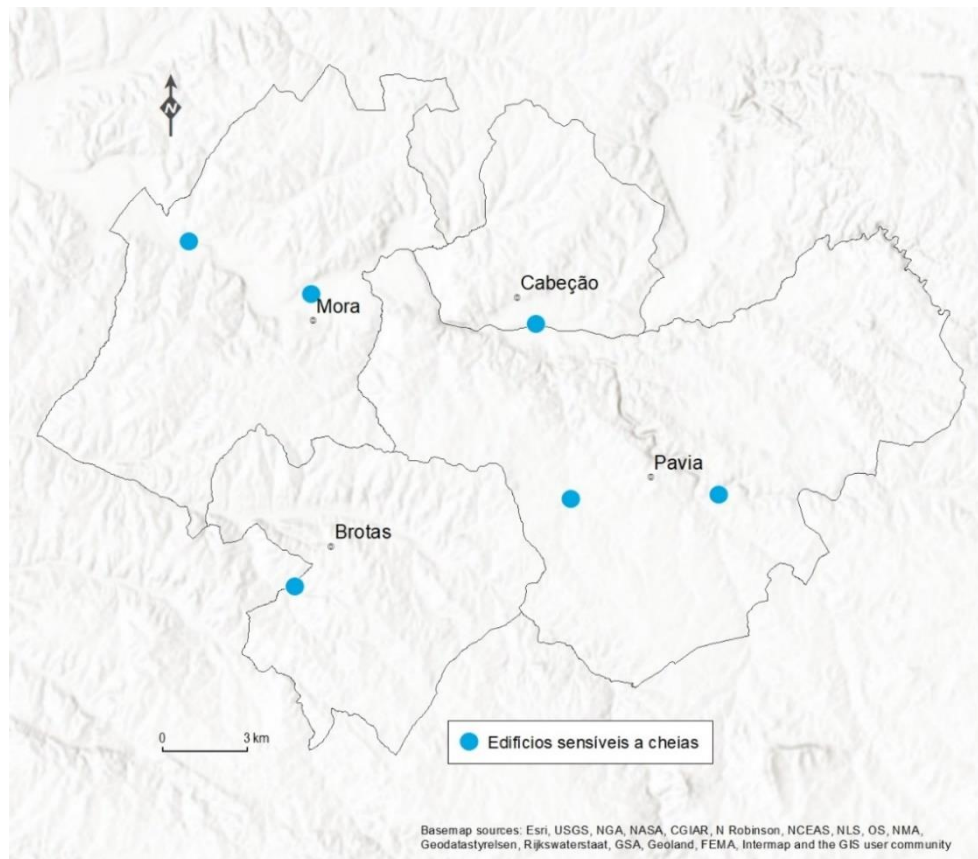 N
Cabeção
Mora
Pavia
Brotas
0 3 km
Edifícios sensíveis a cheias
Basemap sources: Esri, USGS, NGA, NASA, CGIAR, N Robinson, NCEAS, NLS, OS, NMA,
Geodatastyrelsen, Rijkswaterstaat, GSA, Geoland, FEMA, Intermap and the GIS user community